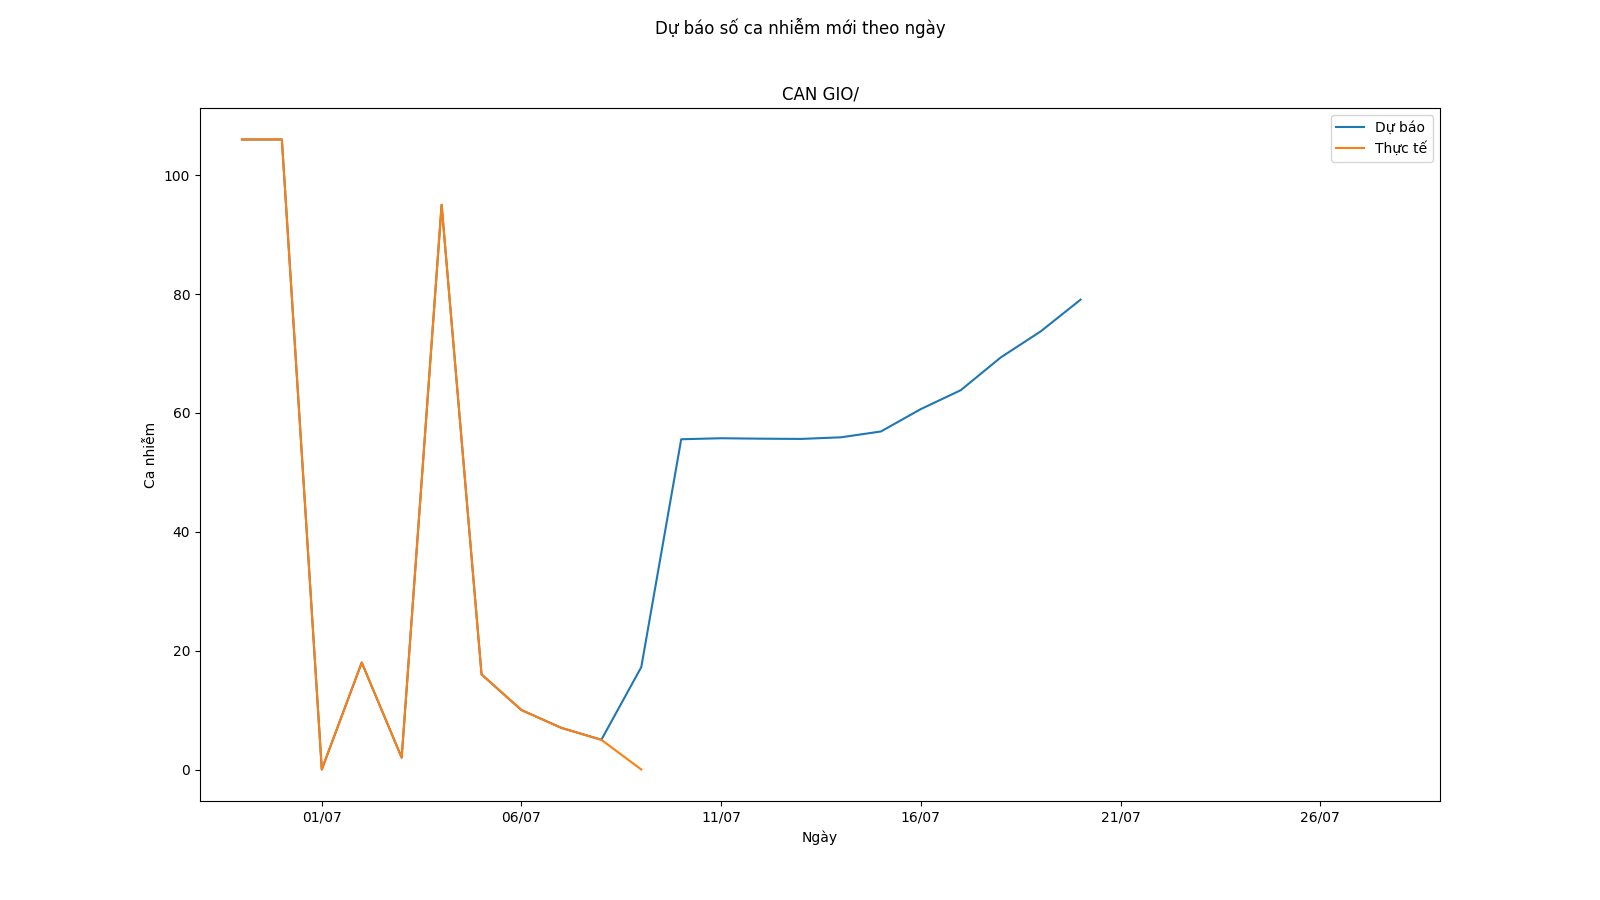 Dự báo số ca nhiễm mới theo ngày
CAN GIO/
Dự báo
Thực tế
100
80
60
40
20
0
Ca nhiễm
01/07
06/07
11/07
16/07
21/07
26/07
Ngày